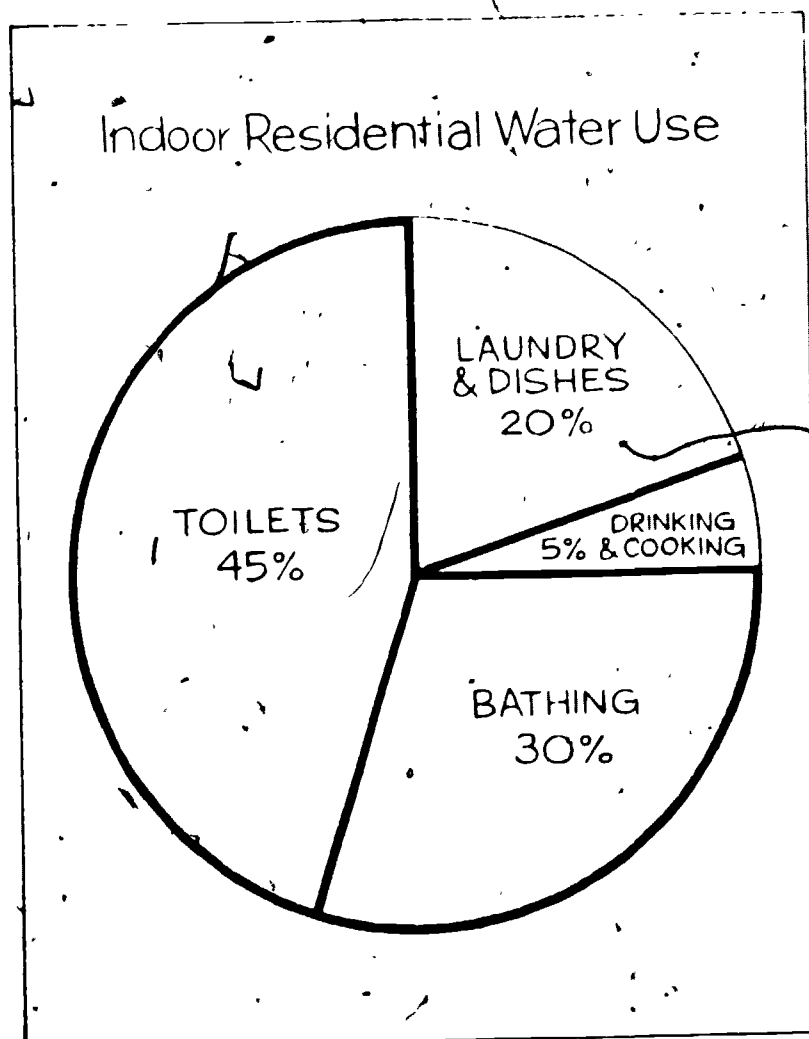 Indoor Residential Water Use
LAUNDRY
& DISHES
20%
DRINKING
5% & COOKING
TOILETS
45%
BATHING
30%